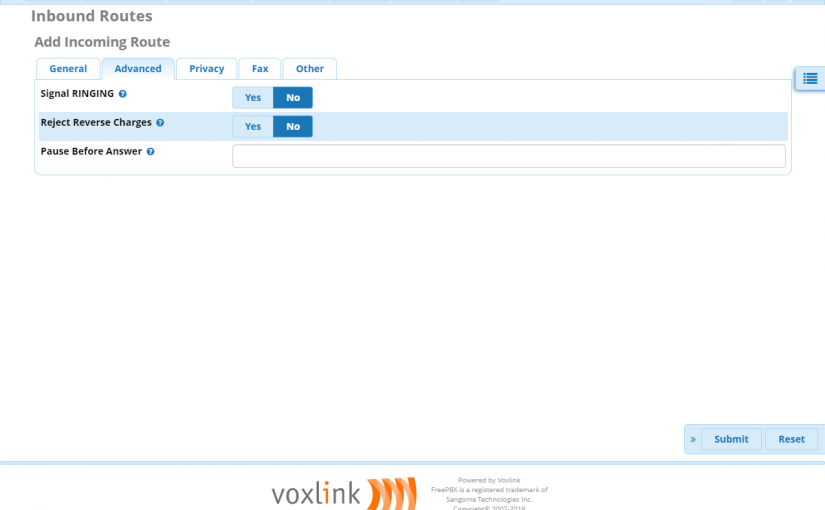 Inbound Routes
Add Incoming Route
General Advanced Privacy Fax Other
Signal RINGING Yes No
Reject Reverse Charges Yes No
Pause Before Answer
» Submit Reset
voxlink
Powered by Voxlink
FreePBX is a registered trademark of
Sangoma Technologies Inc.
Copyright© 2007-2018